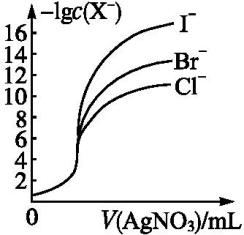 −lgc(X⁻)
16
14
12
10
8
6
4
2
0
I⁻
Br⁻
Cl⁻
V(AgNO₃)/mL